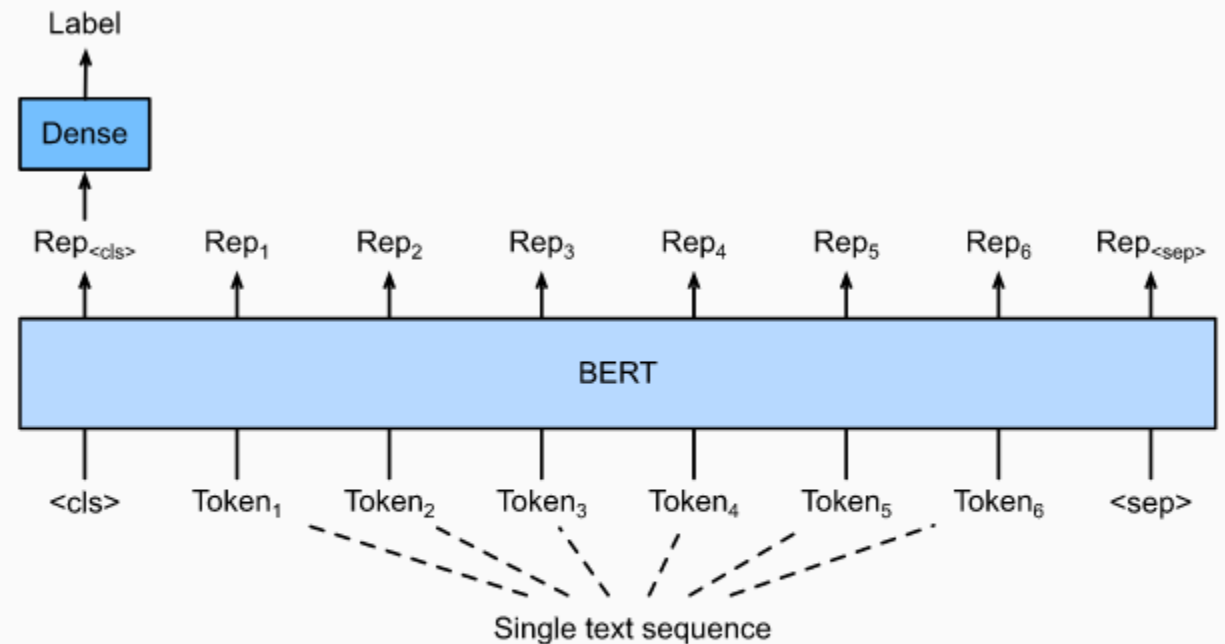 Label
Dense
Rep<cls> Rep1 Rep2 Rep3 Rep4 Rep5 Rep6 Rep<sep>
BERT
<cls> Token1 Token2 Token3 Token4 Token5 Token6 <sep>
Single text sequence